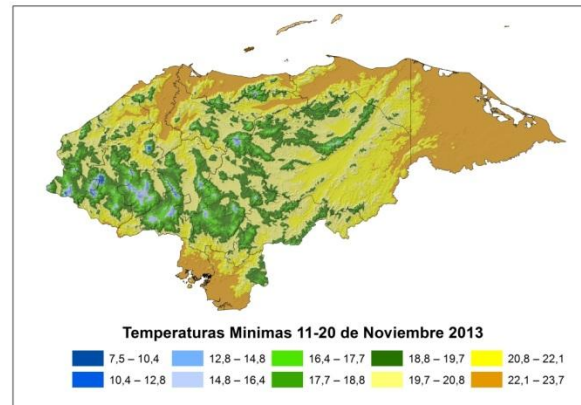 Temperaturas Minimas 11-20 de Noviembre 2013
7,5 – 10,4 12,8 – 14,8 16,4 – 17,7 18,8 – 19,7 20,8 – 22,1
10,4 – 12,8 14,8 – 16,4 17,7 – 18,8 19,7 – 20,8 22,1 – 23,7